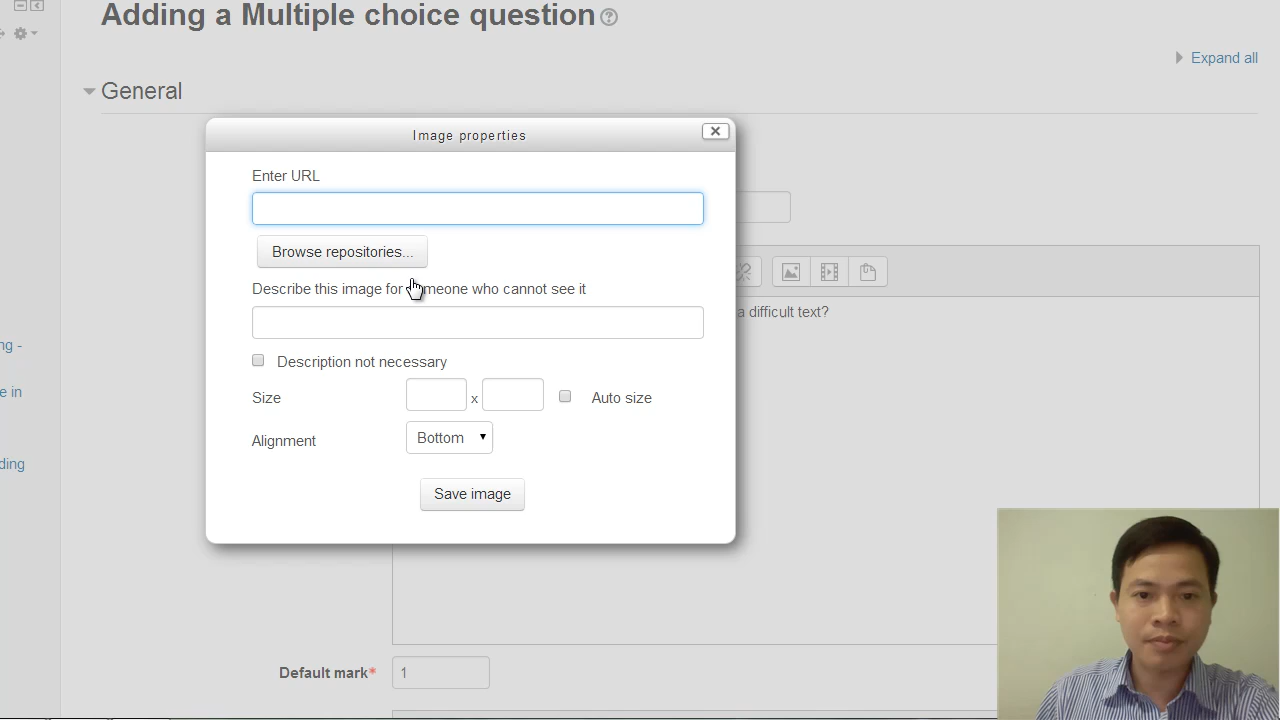 Adding a Multiple choice question
Expand all
General
Image properties
Enter URL
Browse repositories...
Describe this image for someone who cannot see it
a difficult text?
Description not necessary
ng -
Size x Auto size
e in
Alignment Bottom
ding
Save image
Default mark* 1